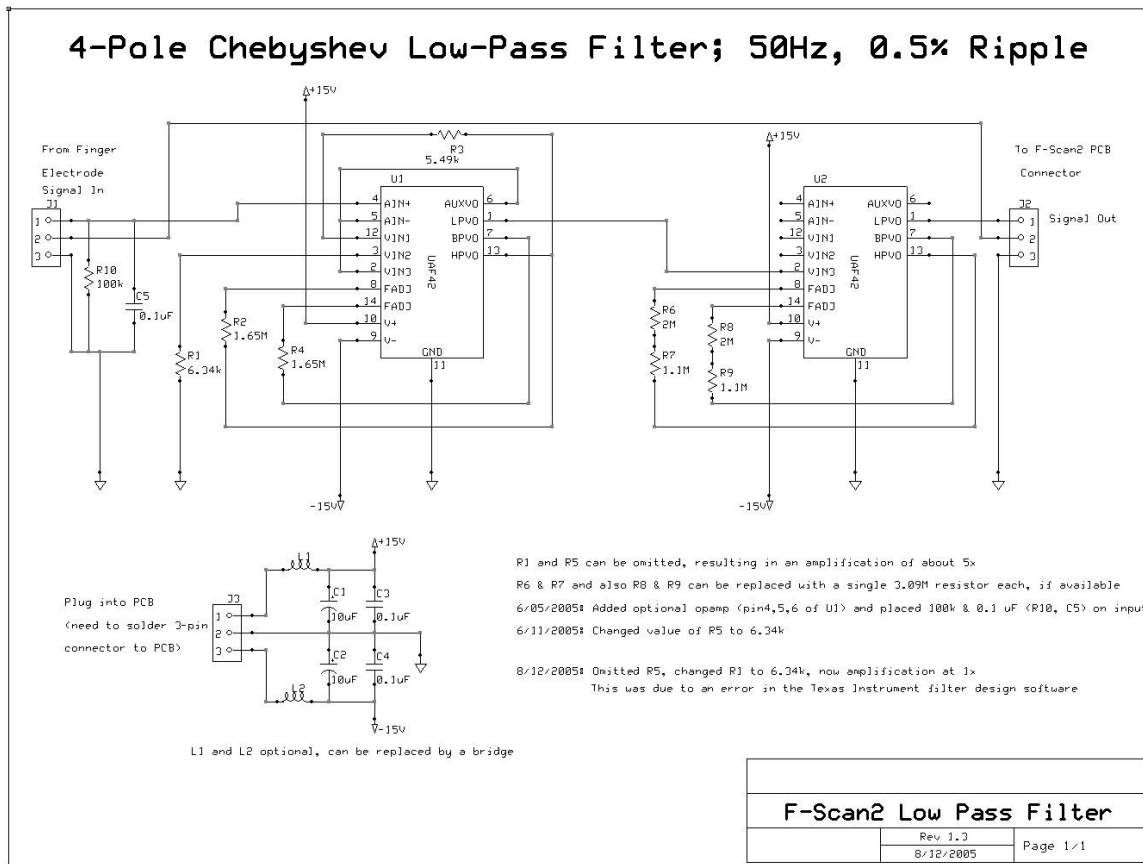 4-Pole Chebyshev Low-Pass Filter; 50Hz, 0.5% Ripple
+15V
From Finger
Electrode
Signal In
J1
1
2
3
R10
100k
C5
0.1uF
R1
6.34k
R2
1.65M
R4
1.65M
R3
5.49k
U1
4 AIN+ AUXVO 6
5 AIN- LPVO 1
12 VIN1 BPVO 7
3 VIN2 HPVO 13
2 VIN3
8 FADJ
14 FADJ
10 V+
9 V-
UAF42
GND
11
-15V
+15V
U2
4 AIN+ AUXVO 6
5 AIN- LPVO 1
12 VIN1 BPVO 7
3 VIN2 HPVO 13
2 VIN3
8 FADJ
14 FADJ
10 V+
9 V-
UAF42
GND
11
R6
2M
R7
1.1M
R8
2M
R9
1.1M
-15V
To F-Scan2 PCB
Connector
J2
1
2
3
Signal Out
+15V
L1
Plug into PCB
(need to solder 3-pin
connector to PCB)
J3
1
2
3
C1
10uF
C3
0.1uF
C2
10uF
C4
0.1uF
L2
-15V
L1 and L2 optional, can be replaced by a bridge
R1 and R5 can be omitted, resulting in an amplification of about 5x
R6 & R7 and also R8 & R9 can be replaced with a single 3.09M resistor each, if available
6/05/2005: Added optional opamp (pin4,5,6 of U1) and placed 100k & 0.1 uF (R10, C5) on input
6/11/2005: Changed value of R5 to 6.34k
8/12/2005: Omitted R5, changed R1 to 6.34k, now amplification at 1x
This was due to an error in the Texas Instrument filter design software
F-Scan2 Low Pass Filter
Rev 1.3
8/12/2005
Page 1/1